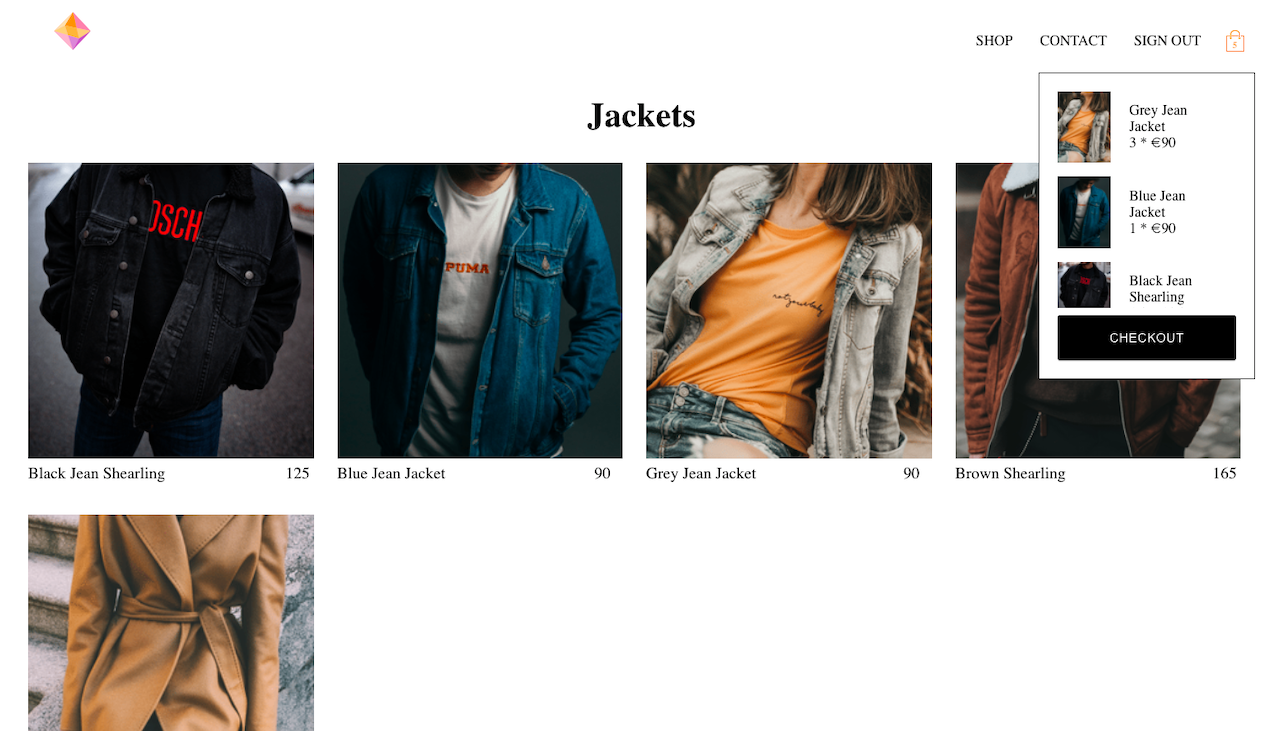 SHOP
CONTACT
SIGN OUT
5
Jackets
Grey Jean
Jacket
3 * €90
Blue Jean
Jacket
1 * €90
Black Jean
Shearling
CHECKOUT
OSCH
PUMA
Black Jean Shearling
125
Blue Jean Jacket
90
Grey Jean Jacket
90
Brown Shearling
165